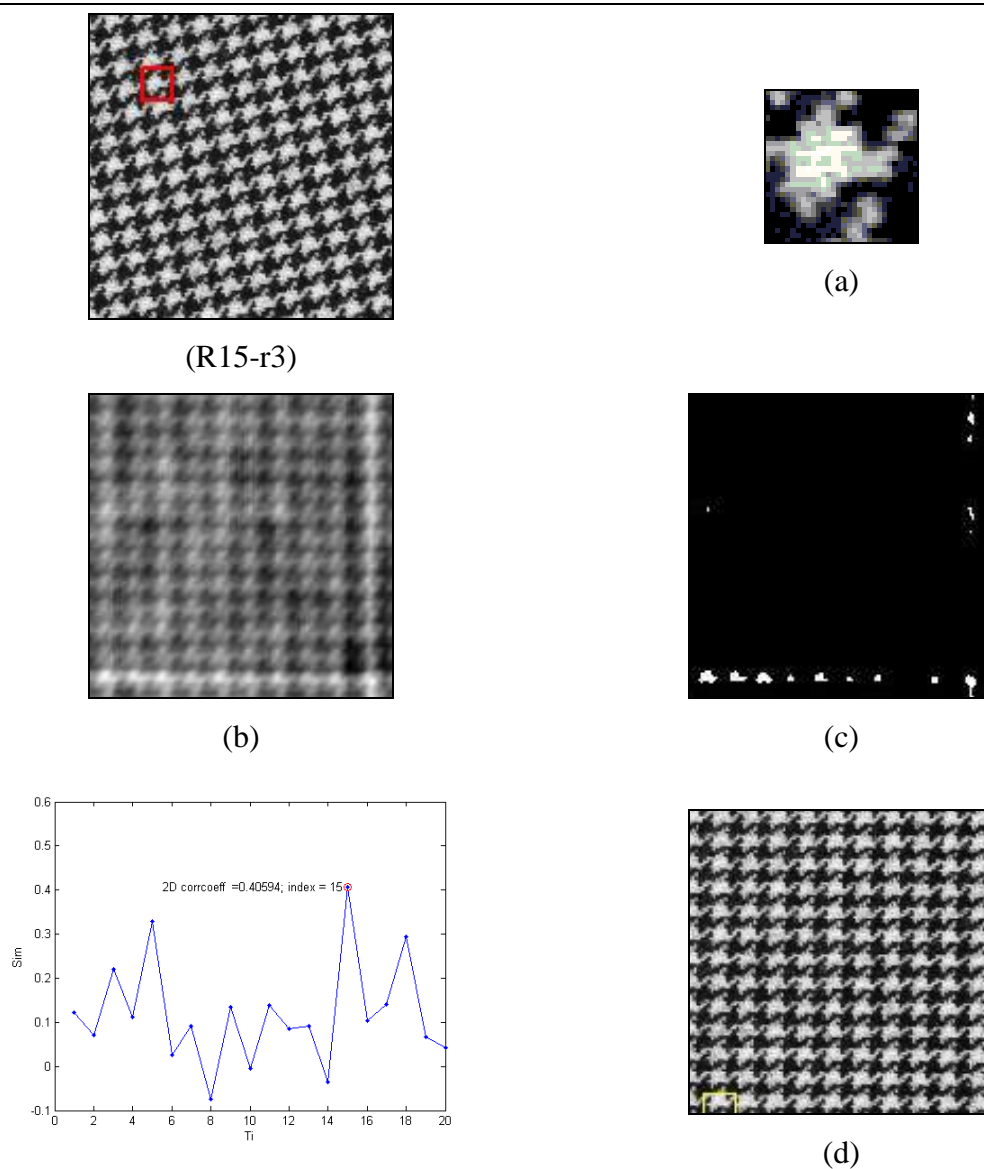 (R15-r3)
(a)
(b)
(c)
0.6
0.5
0.4
0.3
0.2
0.1
0
-0.1
Sim
2D corrcoeff =0.40594; index = 15
0 2 4 6 8 10 12 14 16 18 20
Ti
(d)